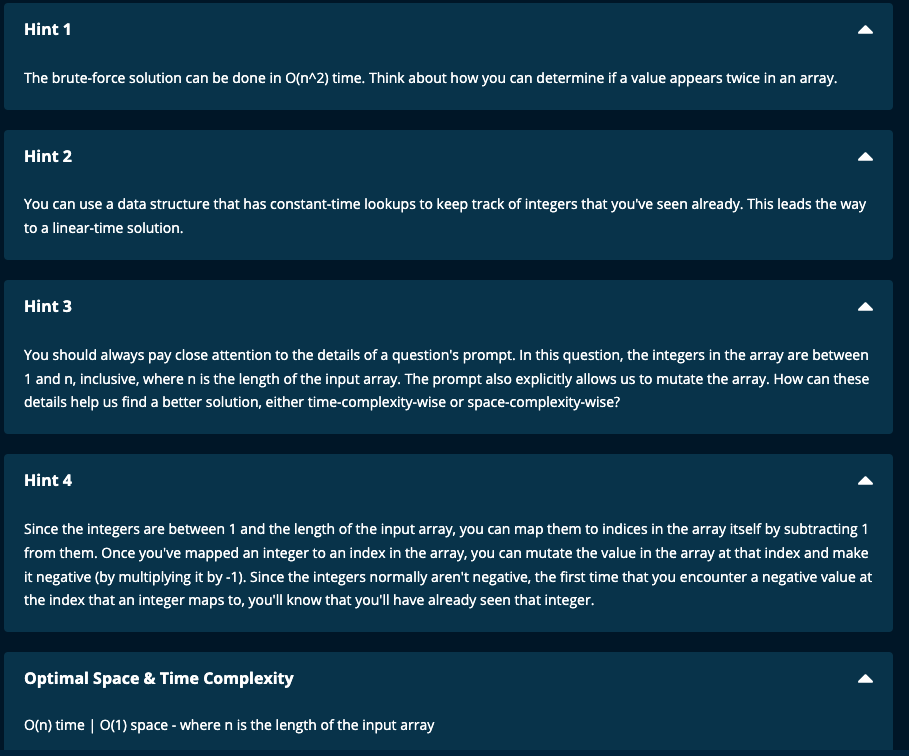 Hint 1
The brute-force solution can be done in O(n^2) time. Think about how you can determine if a value appears twice in an array.
Hint 2
You can use a data structure that has constant-time lookups to keep track of integers that you've seen already. This leads the way
to a linear-time solution.
Hint 3
You should always pay close attention to the details of a question's prompt. In this question, the integers in the array are between
1 and n, inclusive, where n is the length of the input array. The prompt also explicitly allows us to mutate the array. How can these
details help us find a better solution, either time-complexity-wise or space-complexity-wise?
Hint 4
Since the integers are between 1 and the length of the input array, you can map them to indices in the array itself by subtracting 1
from them. Once you've mapped an integer to an index in the array, you can mutate the value in the array at that index and make
it negative (by multiplying it by -1). Since the integers normally aren't negative, the first time that you encounter a negative value at
the index that an integer maps to, you'll know that you'll have already seen that integer.
Optimal Space & Time Complexity
O(n) time | O(1) space - where n is the length of the input array